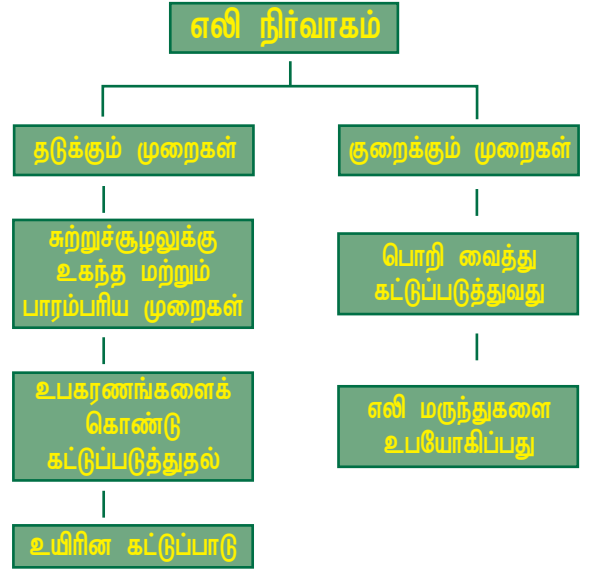 எலி நிர்வாகம்
தடுக்கும் முறைகள்
குறைக்கும் முறைகள்
சுற்றுச்சூழலுக்கு
உகந்த மற்றும்
பாரம்பரிய முறைகள்
பொறி வைத்து
கட்டுப்படுத்துவது
உபகரணங்களைக்
கொண்டு
கட்டுப்படுத்துதல்
எலி மருந்துகளை
உபயோகிப்பது
உயிரின கட்டுப்பாடு